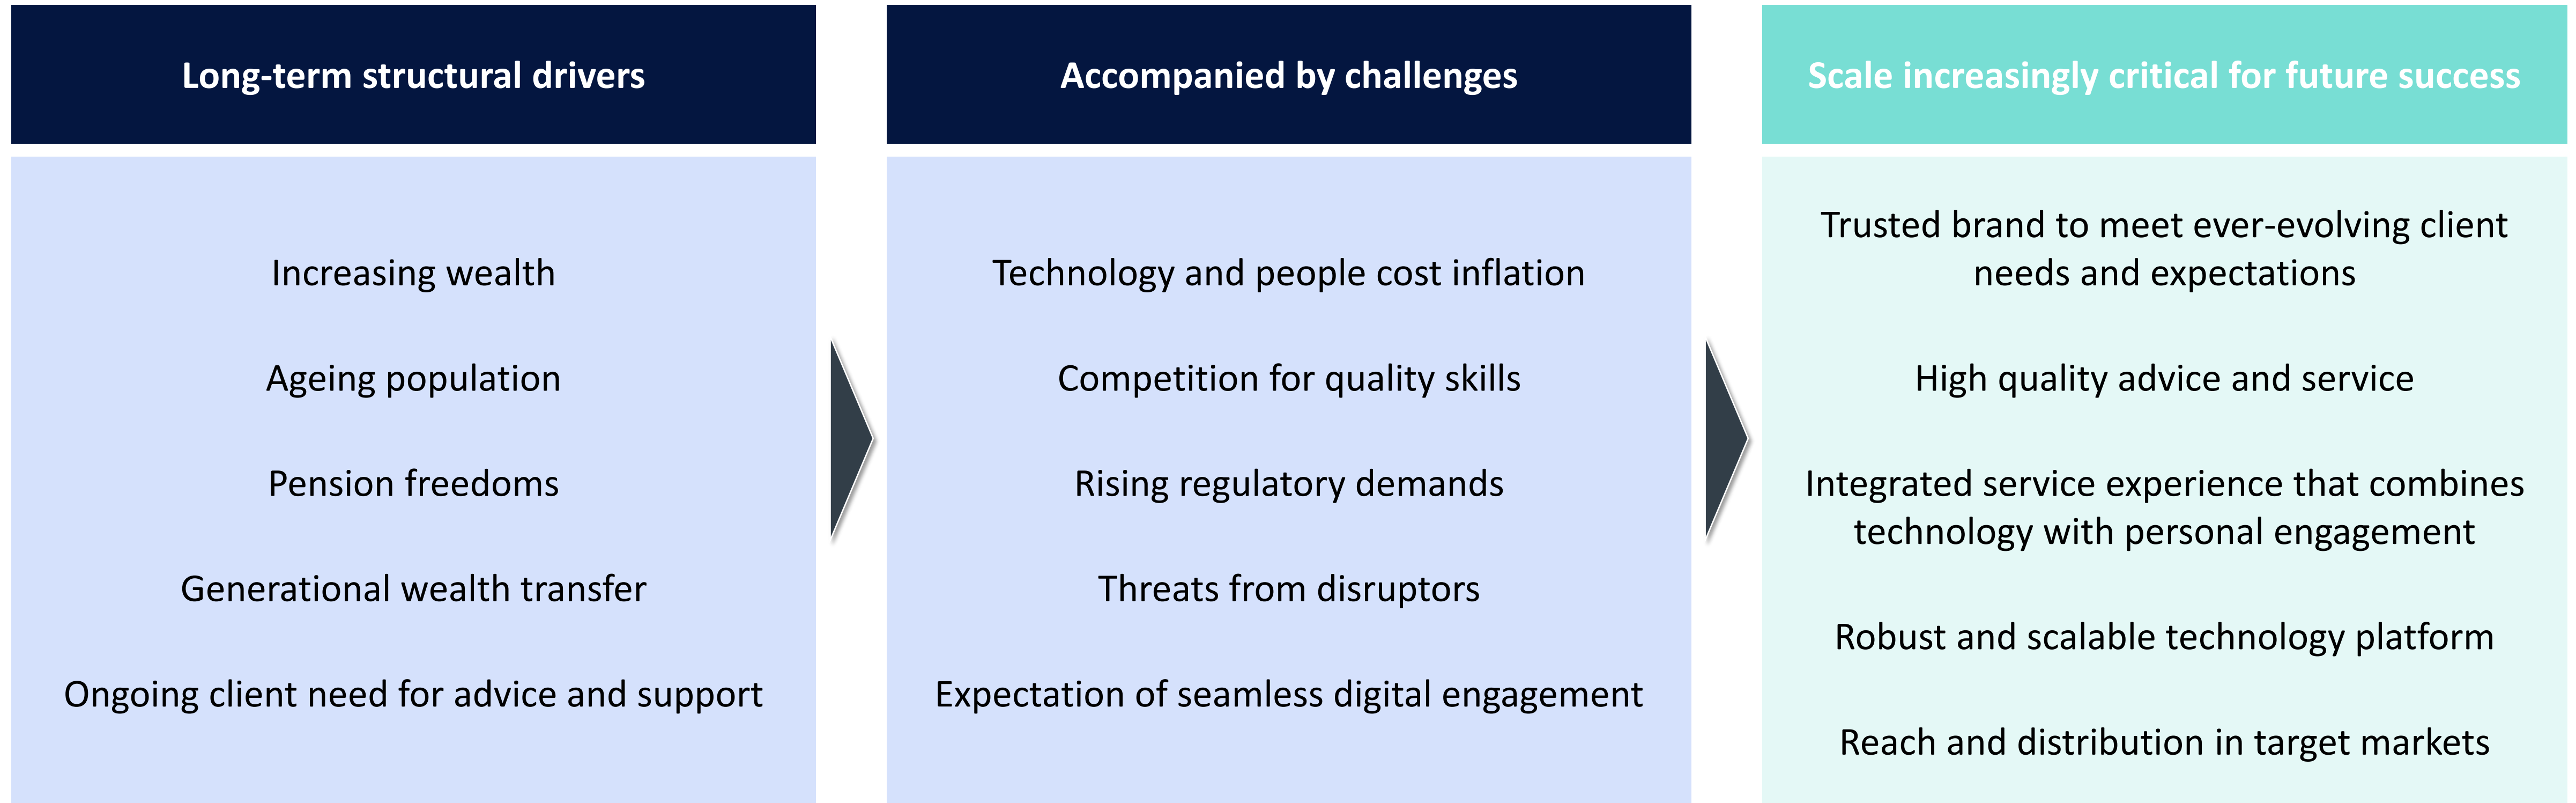 Long-term structural drivers
Increasing wealth
Ageing population
Pension freedoms
Generational wealth transfer
Ongoing client need for advice and support
Accompanied by challenges
Technology and people cost inflation
Competition for quality skills
Rising regulatory demands
Threats from disruptors
Expectation of seamless digital engagement
Scale increasingly critical for future success
Trusted brand to meet ever-evolving client
needs and expectations
High quality advice and service
Integrated service experience that combines
technology with personal engagement
Robust and scalable technology platform
Reach and distribution in target markets